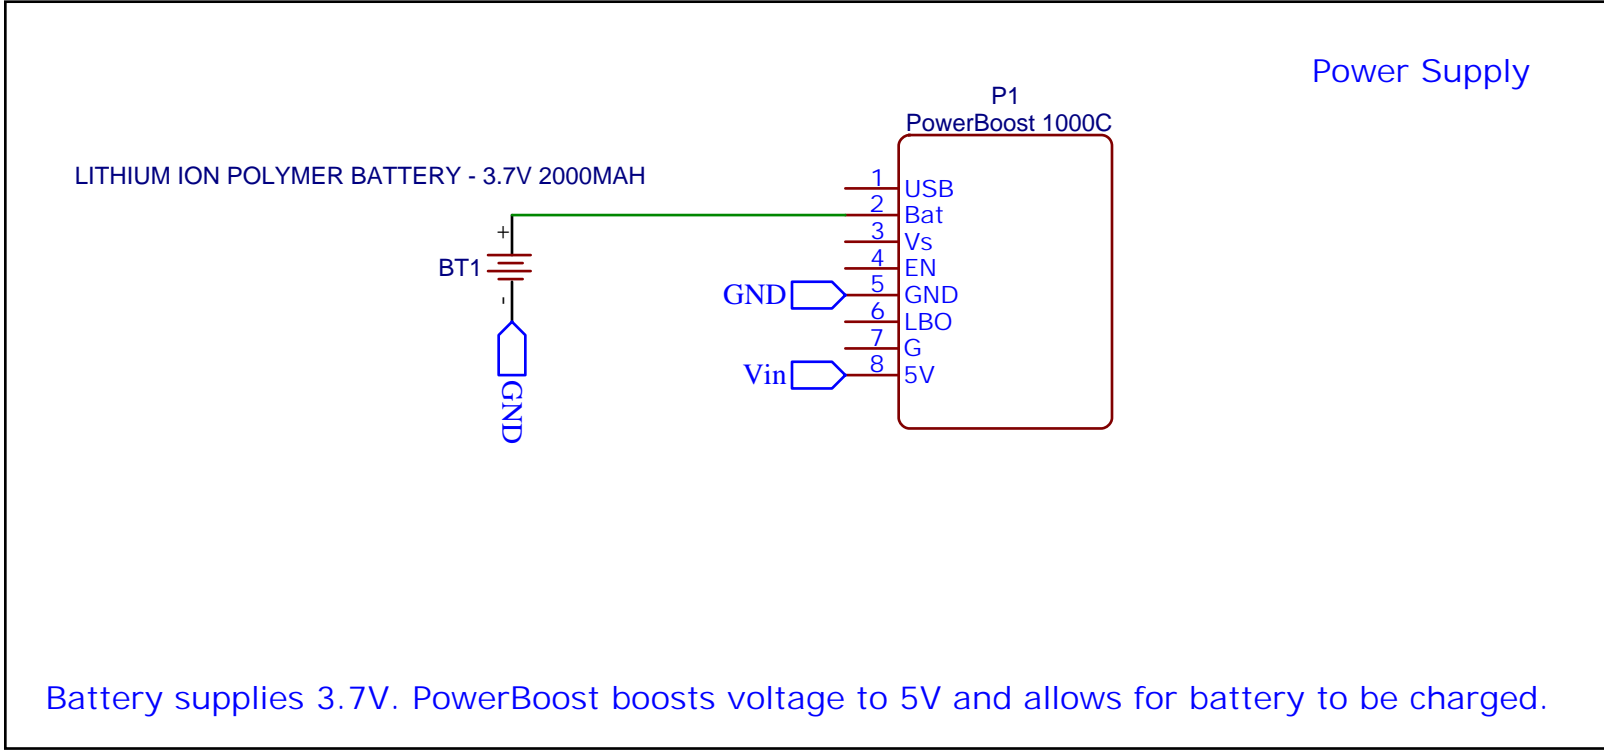 Power Supply
P1
PowerBoost 1000C
LITHIUM ION POLYMER BATTERY - 3.7V 2000MAH
1 USB
2 Bat
+
3 Vs
BT1
4 EN
GND 5 GND
-
6 LBO
7 G
Vin 8 5V
GND
Battery supplies 3.7V. PowerBoost boosts voltage to 5V and allows for battery to be charged.